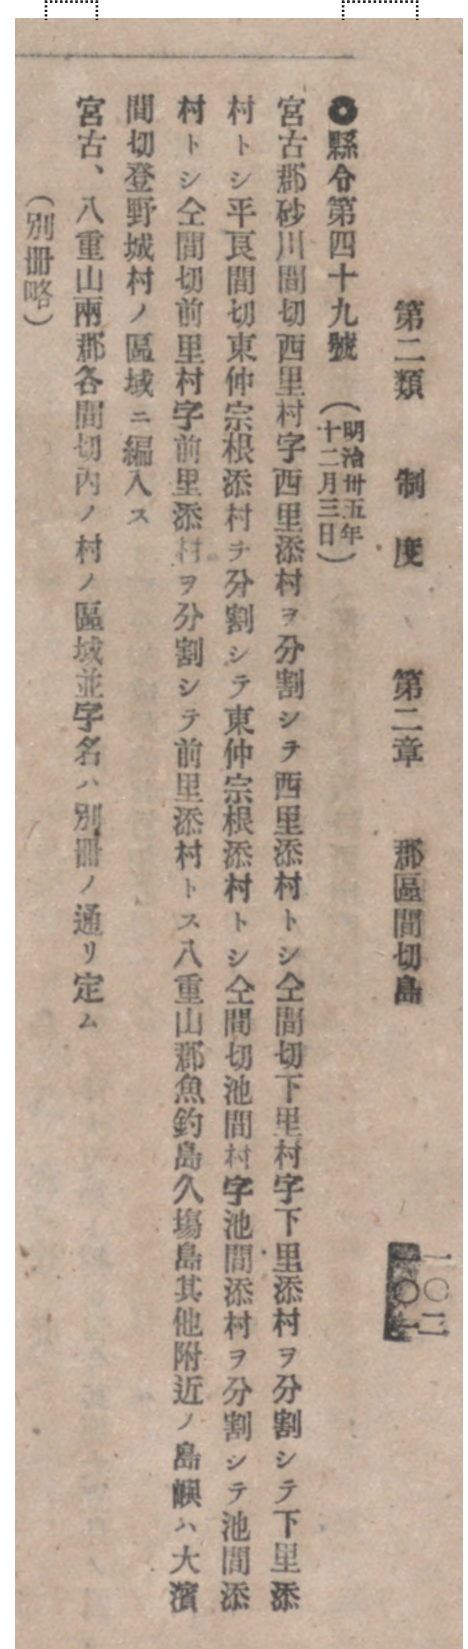 第二類　制度　第二章　郡區間切島　一〇二
縣令第四十九號（明治卅五年
十二月三日）
宮古郡砂川間切西里村字西里添村ヲ分割シテ西里添村トシ仝間切下里村字下里添村ヲ分割シテ下里添
村トシ平良間切東仲宗根添村ヲ分割シテ東仲宗根添村トシ仝間切池間村字池間添村ヲ分割シテ池間添
村トシ仝間切前里村字前里添村ヲ分割シテ前里添村トス八重山郡魚釣島久塲島其他附近ノ島嶼ハ大濱
間切登野城村ノ區域ニ編入ス
宮古、八重山兩郡各間切內ノ村ノ區域並字名ハ別冊ノ通リ定ム
（別冊略）